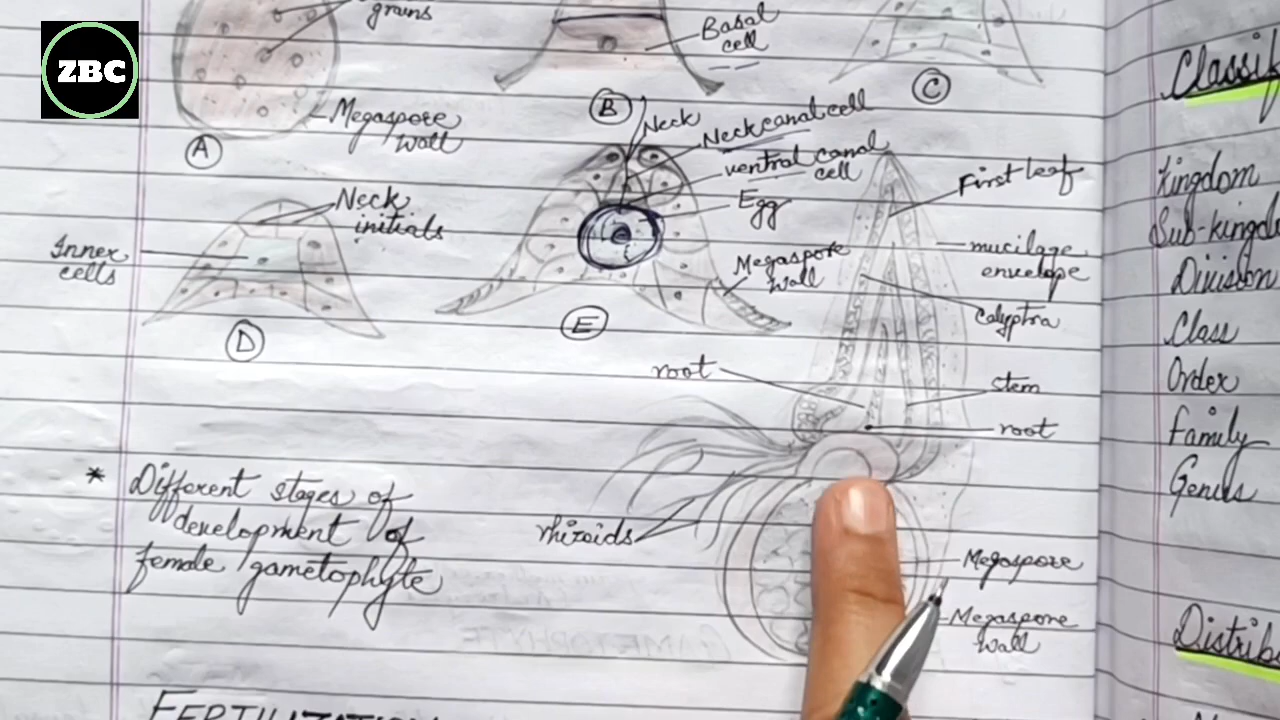 ZBC
grains
Megaspore
wall
A
Basal
cell
B
C
Neck
Neck canal cell
ventral canal
cell
Egg
Megaspore
wall
E
Neck
initials
Inner
cells
D
First leaf
mucilage
envelope
Calyptra
root
stem
root
rhizoids
Megaspore
Megaspore
wall
* Different stages of
development of
female gametophyte
FERTILIZATION
Classif
Kingdom
Sub-kingdo
Division
Class
Order
Family
Genus
Distrib